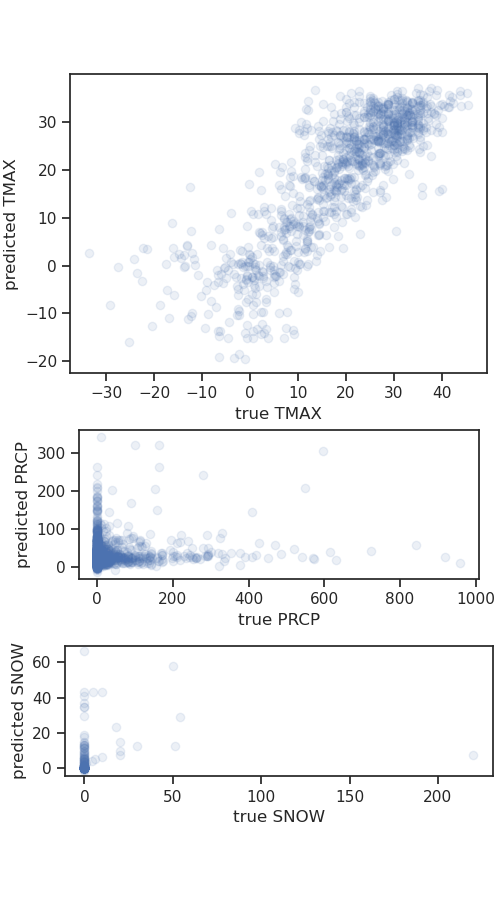 30
20
10
0
−10
−20
predicted TMAX
−30 −20 −10 0 10 20 30 40
true TMAX
300
200
100
0
predicted PRCP
0 200 400 600 800 1000
true PRCP
60
40
20
0
predicted SNOW
0 50 100 150 200
true SNOW